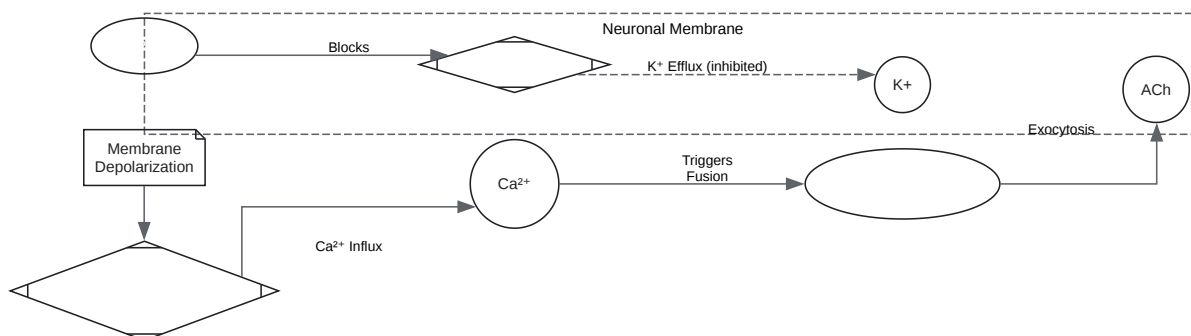 Neuronal Membrane
Blocks
K⁺ Efflux (inhibited)
K+
ACh
Exocytosis
Membrane
Depolarization
Triggers
Fusion
Ca²⁺
Ca²⁺ Influx